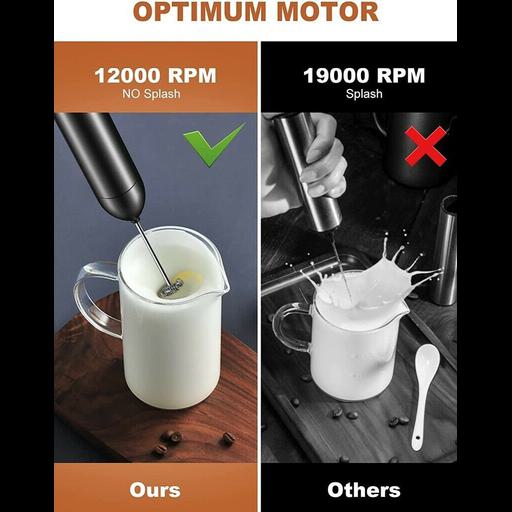 OPTIMUM MOTOR
12000 RPM
NO Splash
19000 RPM
Splash
Ours
Others